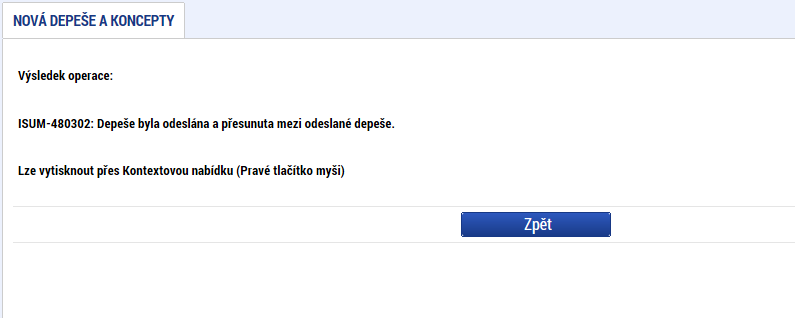 NOVÁ DEPEŠE A KONCEPTY
Výsledek operace:
ISUM-480302: Depeše byla odeslána a přesunuta mezi odeslané depeše.
Lze vytisknout přes Kontextovou nabídku (Pravé tlačítko myši)
Zpět